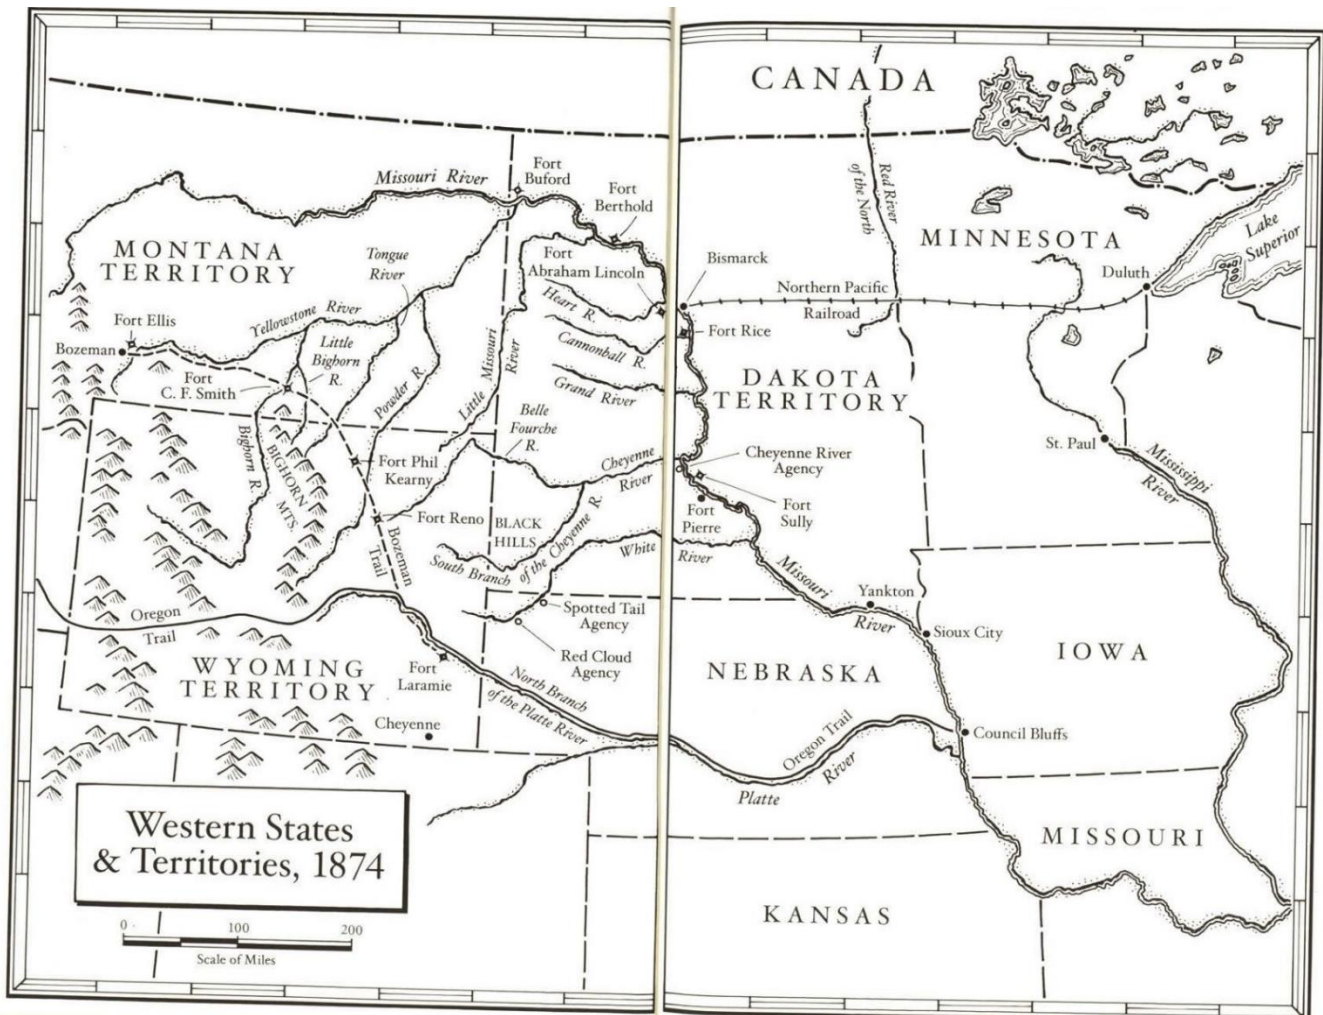 CANADA
Missouri River
Fort
Buford
Fort
Berthold
Red River
of the North
MINNESOTA
Lake
Superior
MONTANA
TERRITORY
Tongue
River
Fort
Abraham Lincoln
Bismarck
Duluth
Northern Pacific
Railroad
Heart R.
Fort Ellis
Yellowstone River
Fort Rice
Bozeman
Little
Bighorn
R.
Little Missouri
River
Cannonball R.
Fort
C. F. Smith
Powder R.
Grand River
DAKOTA
TERRITORY
Belle
Fourche
R.
Bighorn R.
BIGHORN
MTS.
Fort Phil
Kearny
Cheyenne
River
Cheyenne River
Agency
St. Paul
Mississippi
River
Fort Reno
BLACK
HILLS
Fort
Pierre
Fort
Sully
Bozeman
Trail
South Branch
of the Cheyenne R.
White River
Missouri
River
Yankton
Oregon
Trail
Spotted Tail
Agency
Sioux City
Red Cloud
Agency
IOWA
WYOMING
TERRITORY
Fort
Laramie
North Branch
of the Platte River
NEBRASKA
Cheyenne
Oregon Trail
Council Bluffs
Platte River
Western States
& Territories, 1874
MISSOURI
KANSAS
0 100 200
Scale of Miles